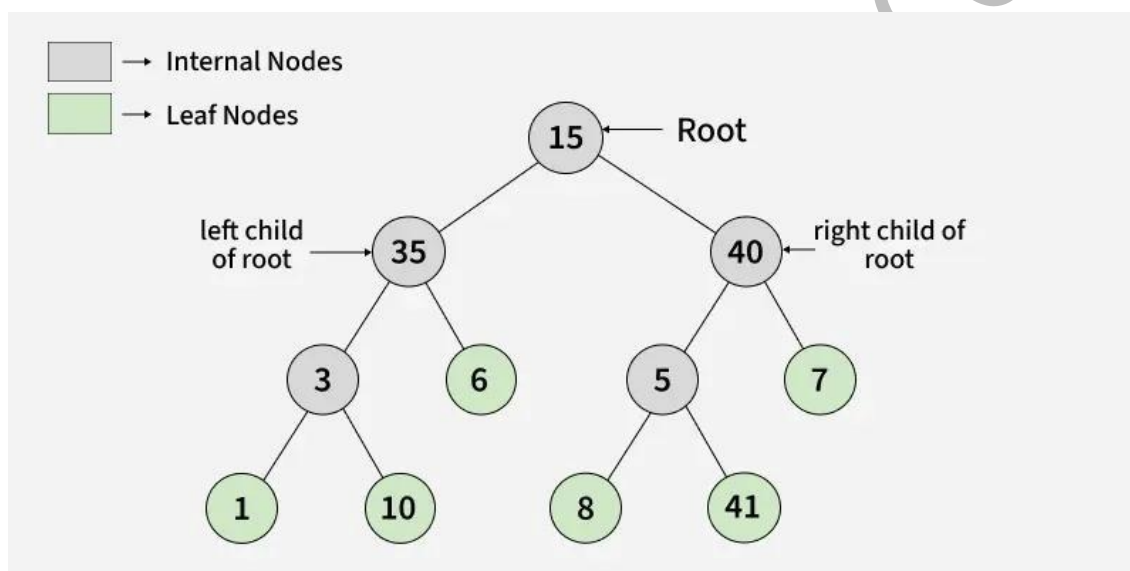 Internal Nodes
Leaf Nodes
15
Root
left child
of root
35
40
right child of
root
3
6
5
7
1
10
8
41